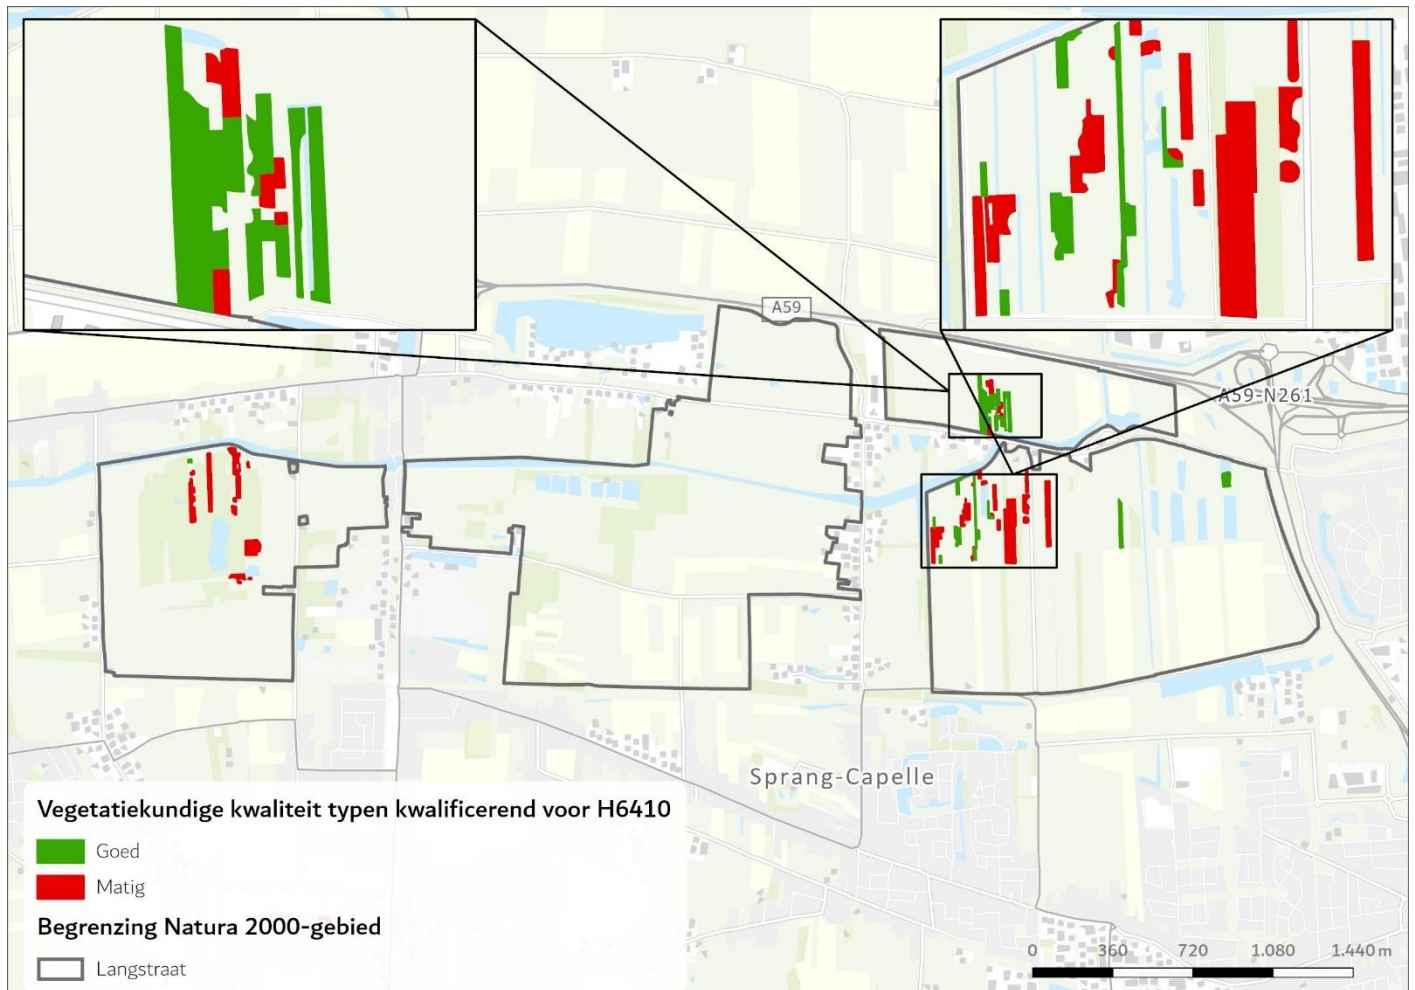 A59
A59-N261
Sprang-Capelle
Vegetatiekundige kwaliteit typen kwalificerend voor H6410
Goed
Matig
Begrenzing Natura 2000-gebied
Langstraat
0 360 720 1.080 1.440 m